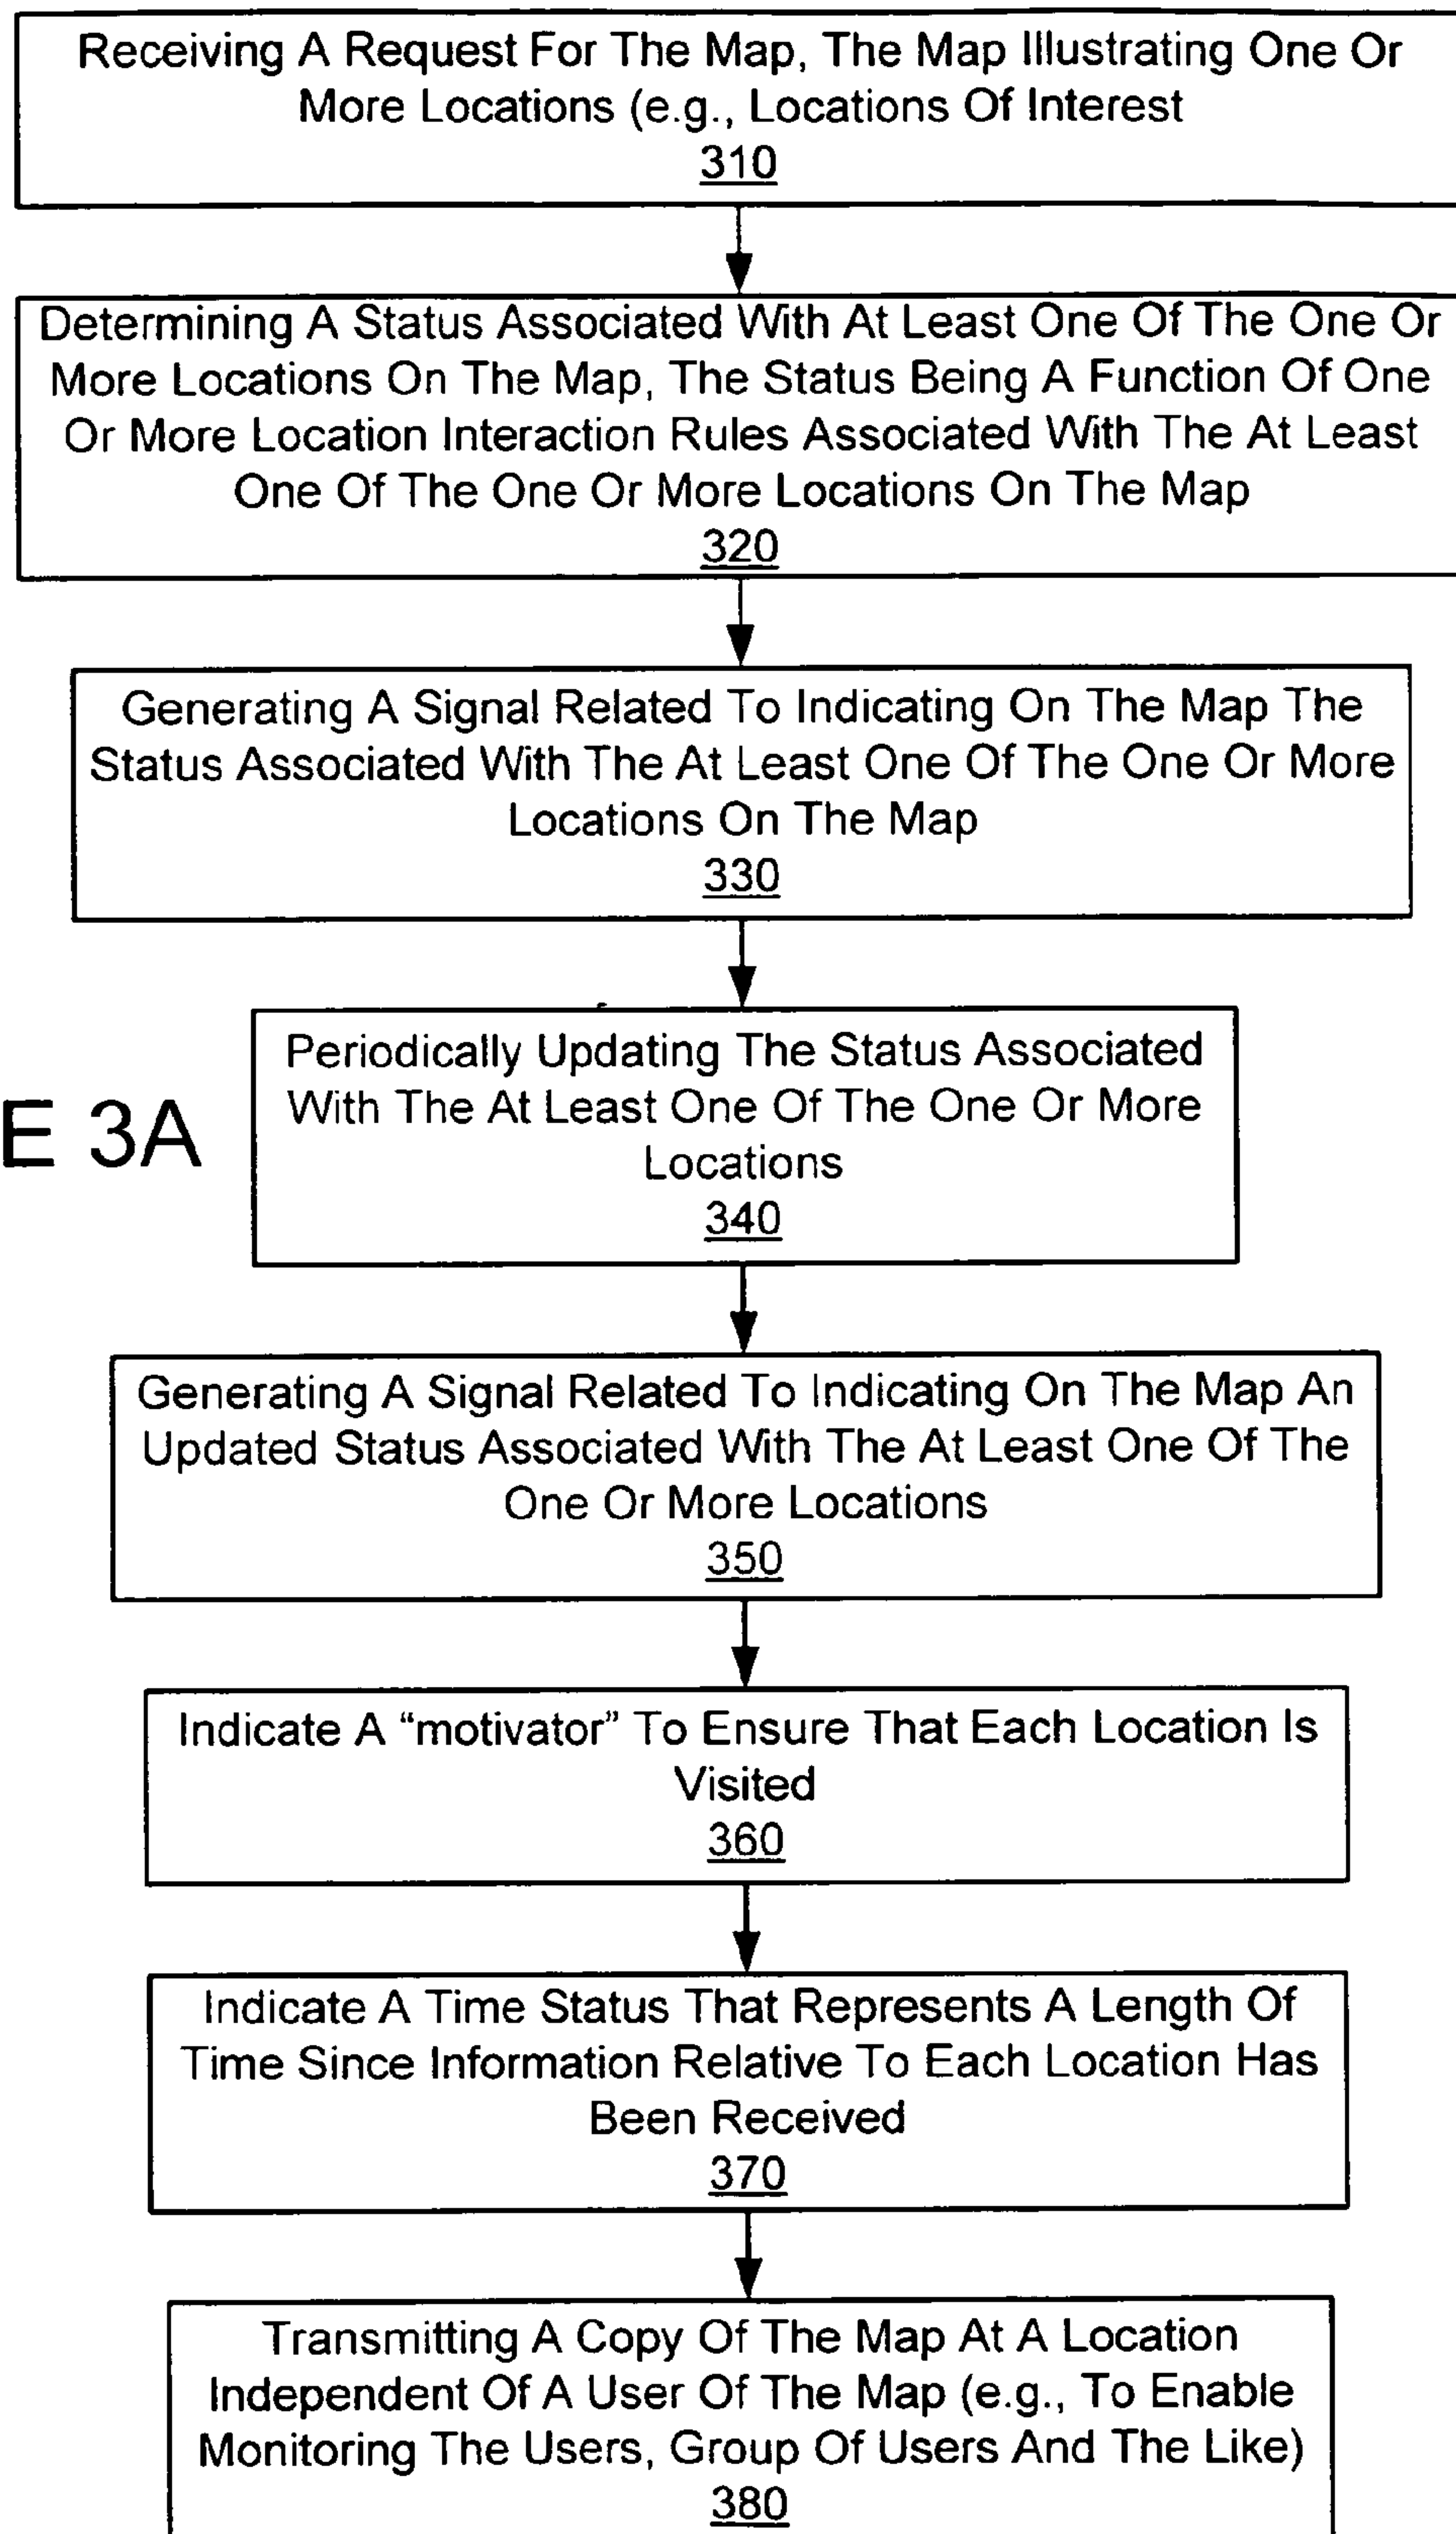 Receiving A Request For The Map, The Map Illustrating One Or
More Locations (e.g., Locations Of Interest
310
Determining A Status Associated With At Least One Of The One Or
More Locations On The Map, The Status Being A Function Of One
Or More Location Interaction Rules Associated With The At Least
One Of The One Or More Locations On The Map
320
Generating A Signal Related To Indicating On The Map The
Status Associated With The At Least One Of The One Or More
Locations On The Map
330
E 3A
Periodically Updating The Status Associated
With The At Least One Of The One Or More
Locations
340
Generating A Signal Related To Indicating On The Map An
Updated Status Associated With The At Least One Of The
One Or More Locations
350
Indicate A “motivator” To Ensure That Each Location Is
Visited
360
Indicate A Time Status That Represents A Length Of
Time Since Information Relative To Each Location Has
Been Received
370
Transmitting A Copy Of The Map At A Location
Independent Of A User Of The Map (e.g., To Enable
Monitoring The Users, Group Of Users And The Like)
380